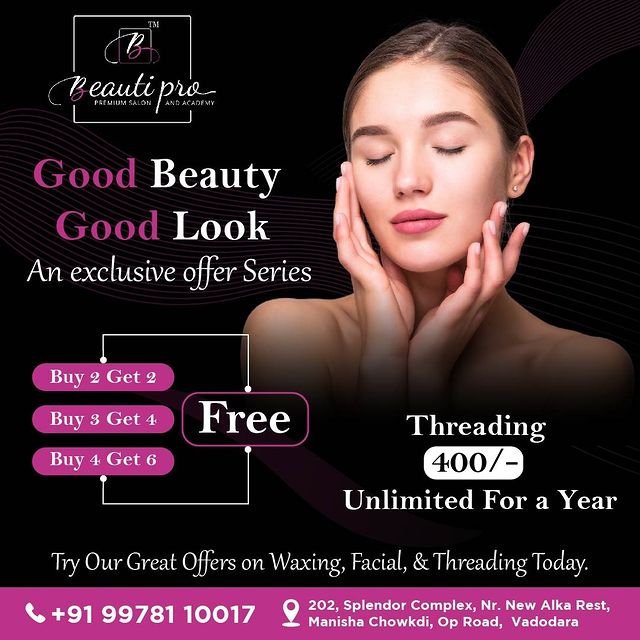 TM
B
Beauti pro
PREMIUM SALON AND ACADEMY
Good Beauty
Good Look
An exclusive offer Series
Buy 2 Get 2
Buy 3 Get 4
Buy 4 Get 6
Free
Threading
400/-
Unlimited For a Year
Try Our Great Offers on Waxing, Facial, & Threading Today.
+91 99781 10017
202, Splendor Complex, Nr. New Alka Rest,
Manisha Chowkdi, Op Road, Vadodara